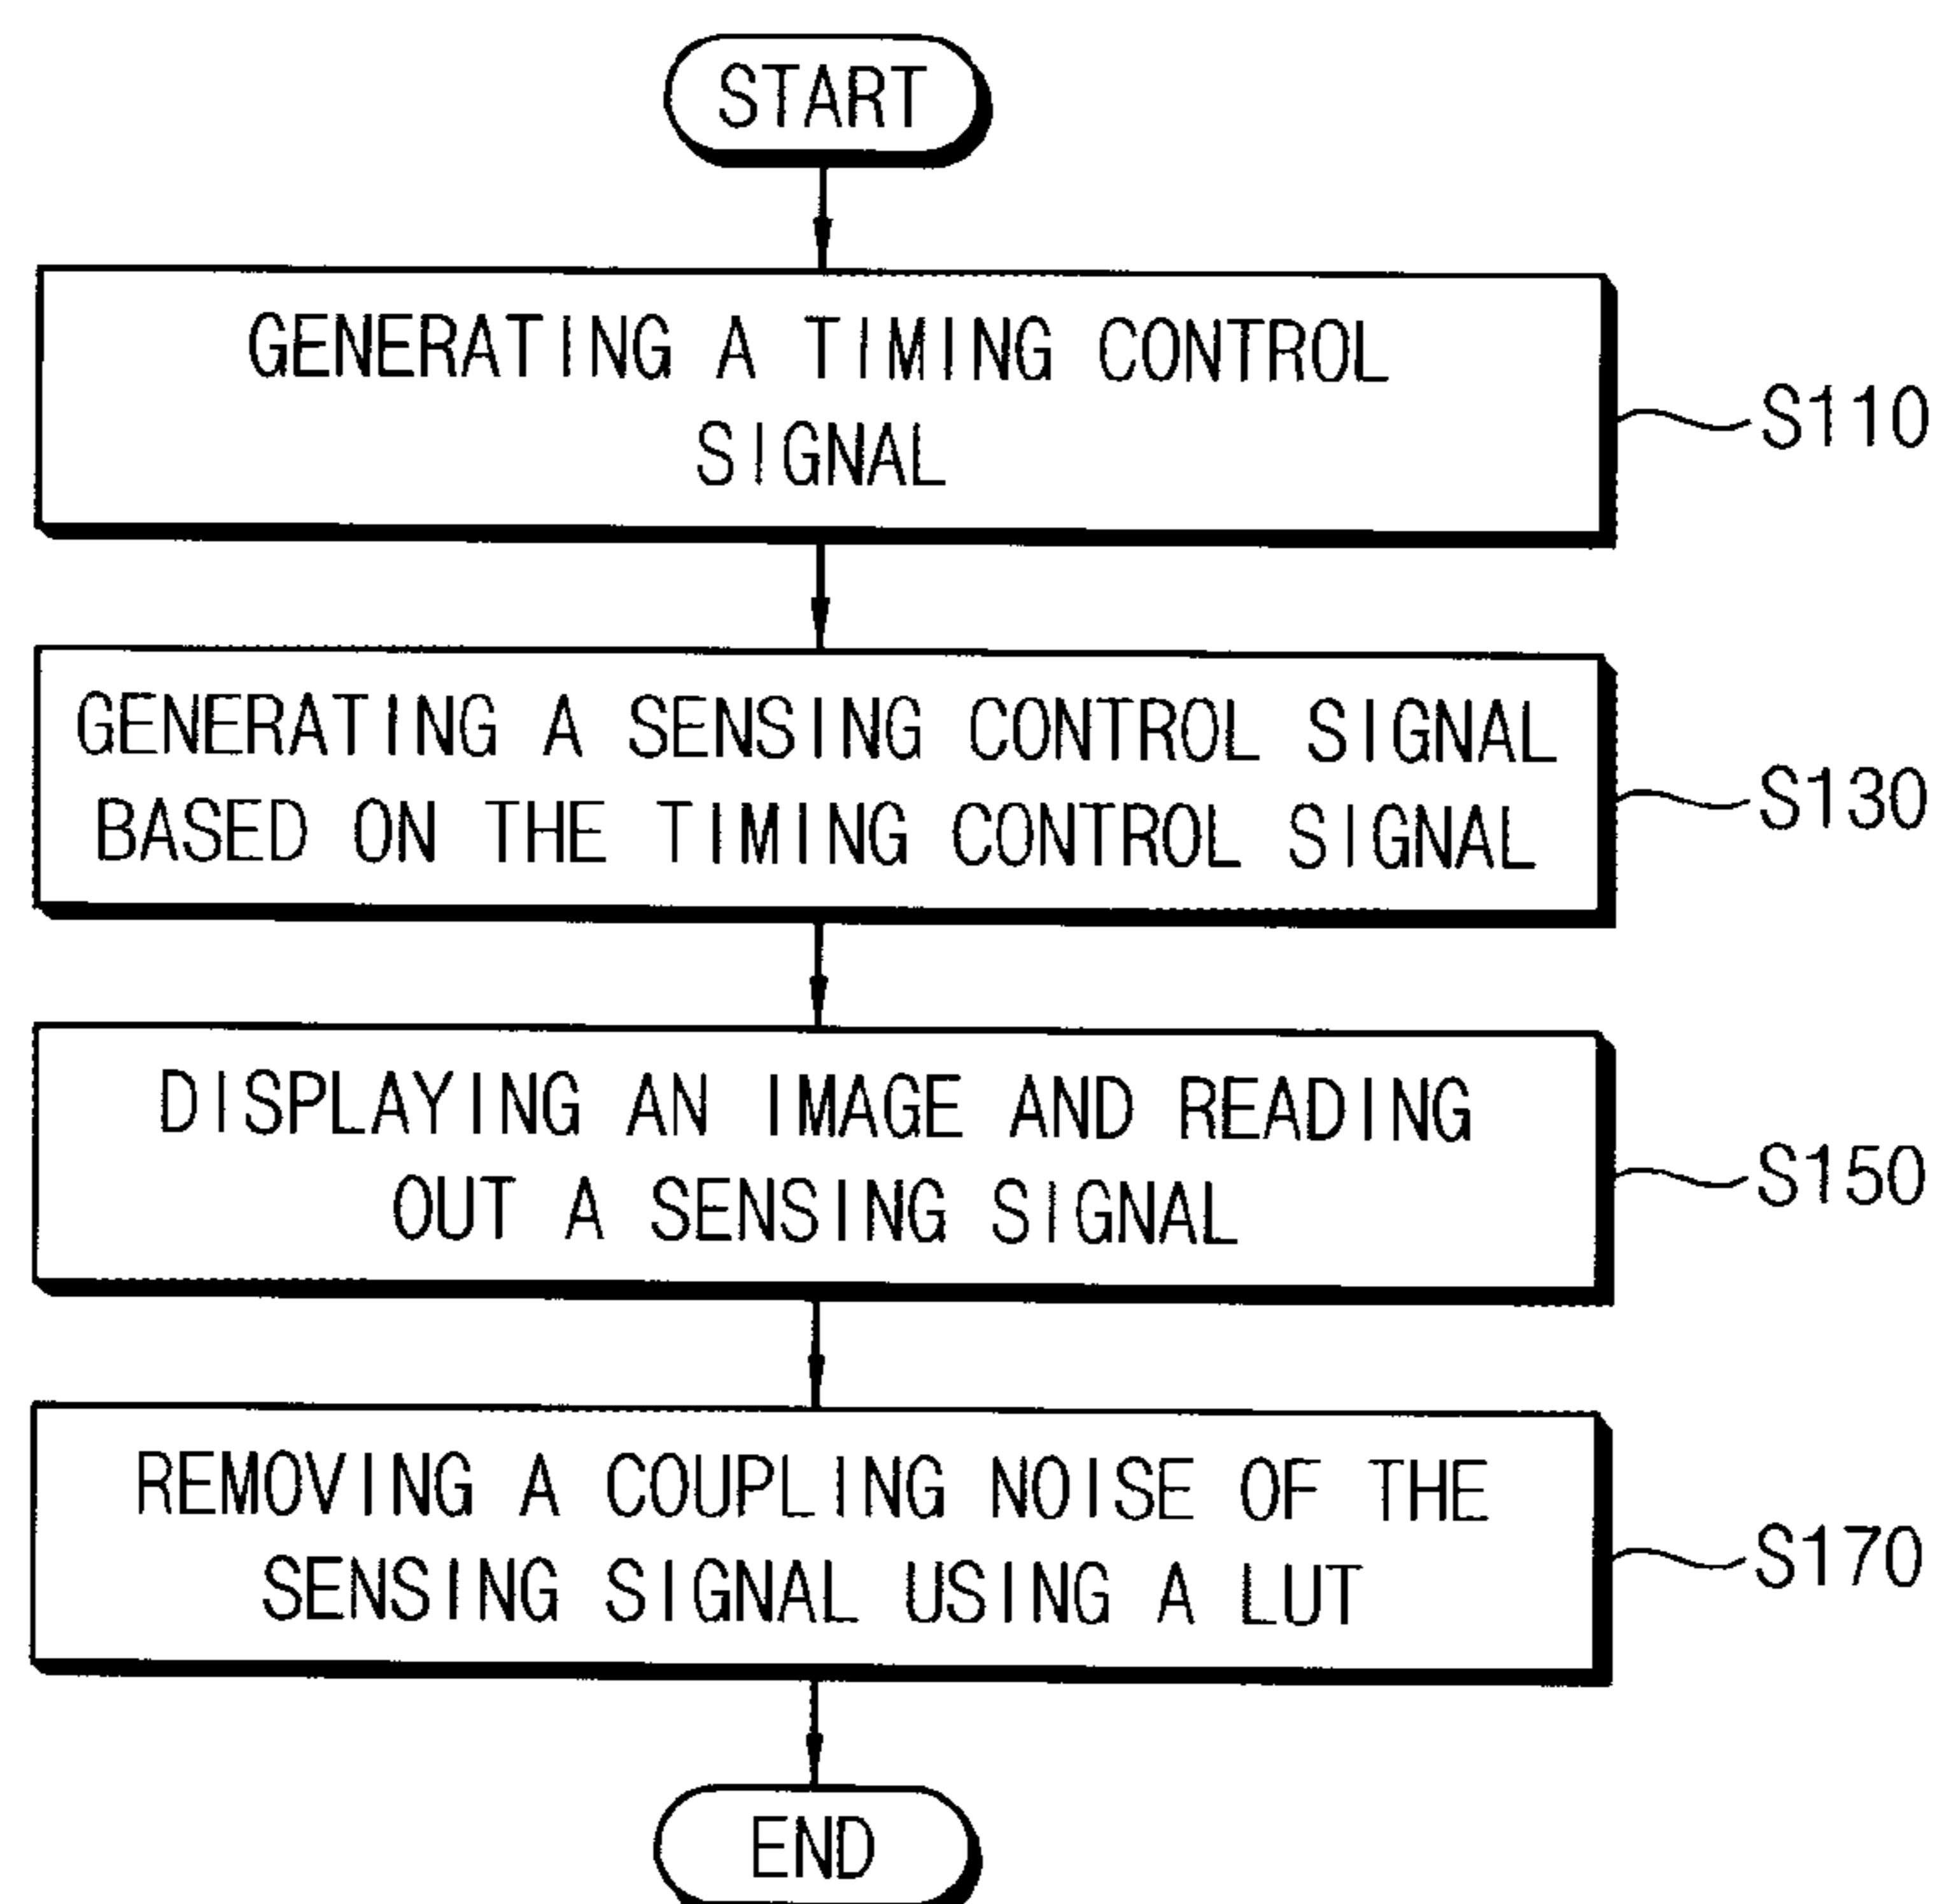 START
GENERATING A TIMING CONTROL
SIGNAL
S110
GENERATING A SENSING CONTROL SIGNAL
BASED ON THE TIMING CONTROL SIGNAL
S130
DISPLAYING AN IMAGE AND READING
OUT A SENSING SIGNAL
S150
REMOVING A COUPLING NOISE OF THE
SENSING SIGNAL USING A LUT
S170
END